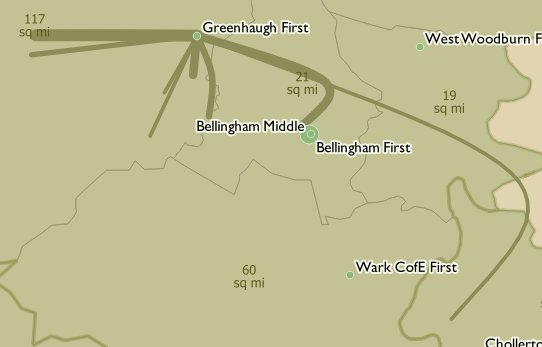 117
sq mi
Greenhaugh First
West Woodburn F
21
sq mi
19
sq mi
Bellingham Middle
Bellingham First
60
sq mi
Wark CofE First
Chollerto